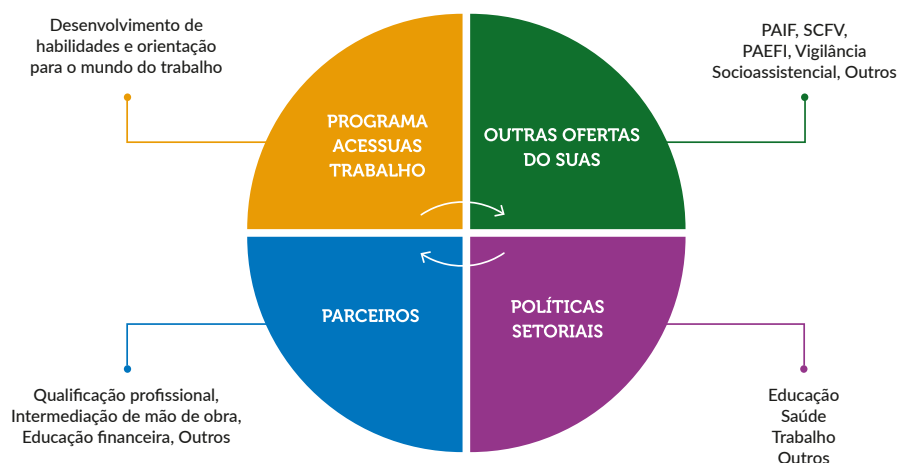 Desenvolvimento de
habilidades e orientação
para o mundo do trabalho
PAIF, SCFV,
PAEFI, Vigilância
Socioassistencial, Outros
PROGRAMA
ACESSUAS
TRABALHO
OUTRAS OFERTAS
DO SUAS
PARCEIROS
POLÍTICAS
SETORIAIS
Qualificação profissional,
Intermediação de mão de obra,
Educação financeira, Outros
Educação
Saúde
Trabalho
Outros